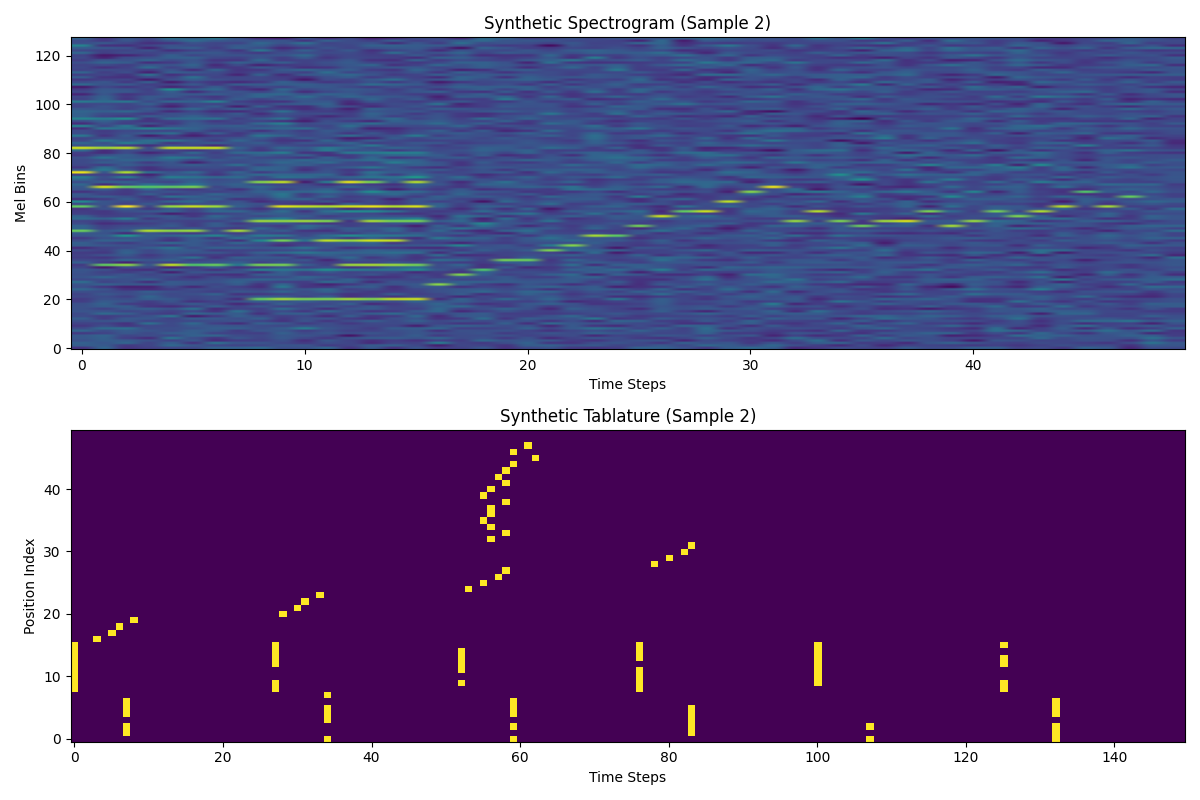 Synthetic Spectrogram (Sample 2)
120
100
80
60
40
20
0
Mel Bins
0 10 20 30 40
Time Steps
Synthetic Tablature (Sample 2)
40
30
20
10
0
Position Index
0 20 40 60 80 100 120 140
Time Steps